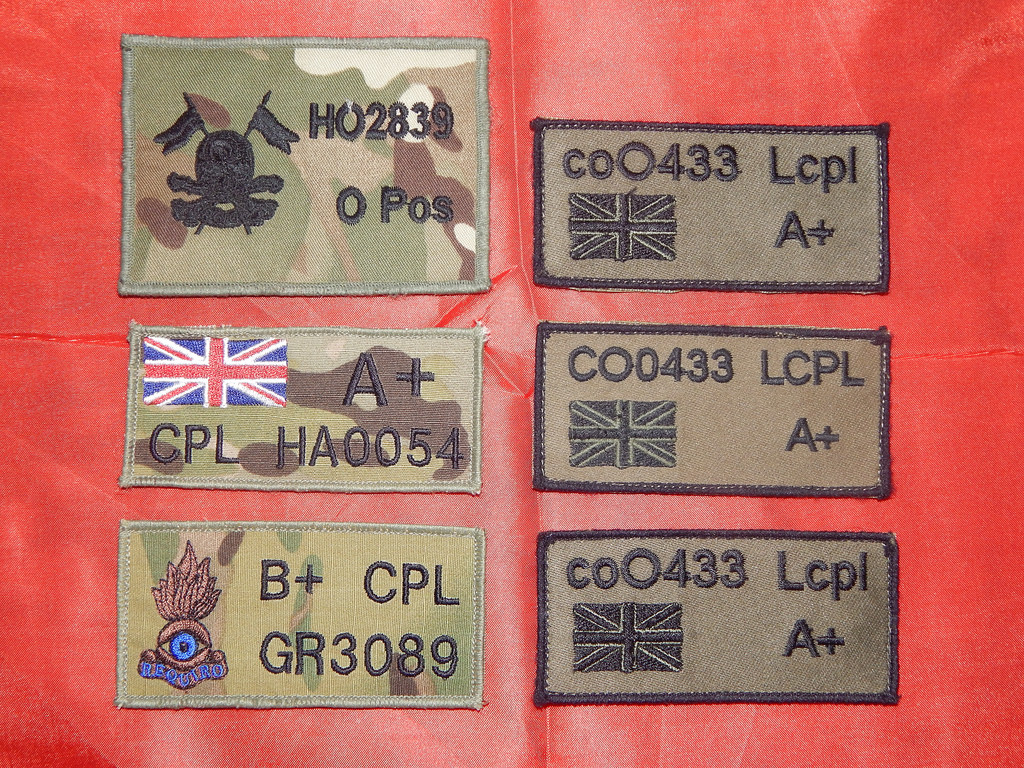 HO2839
O Pos
A+
CPL HA0054
B+ CPL
GR3089
REQUIRO
coO433 Lcpl
A+
CO0433 LCPL
A+
coO433 Lcpl
A+